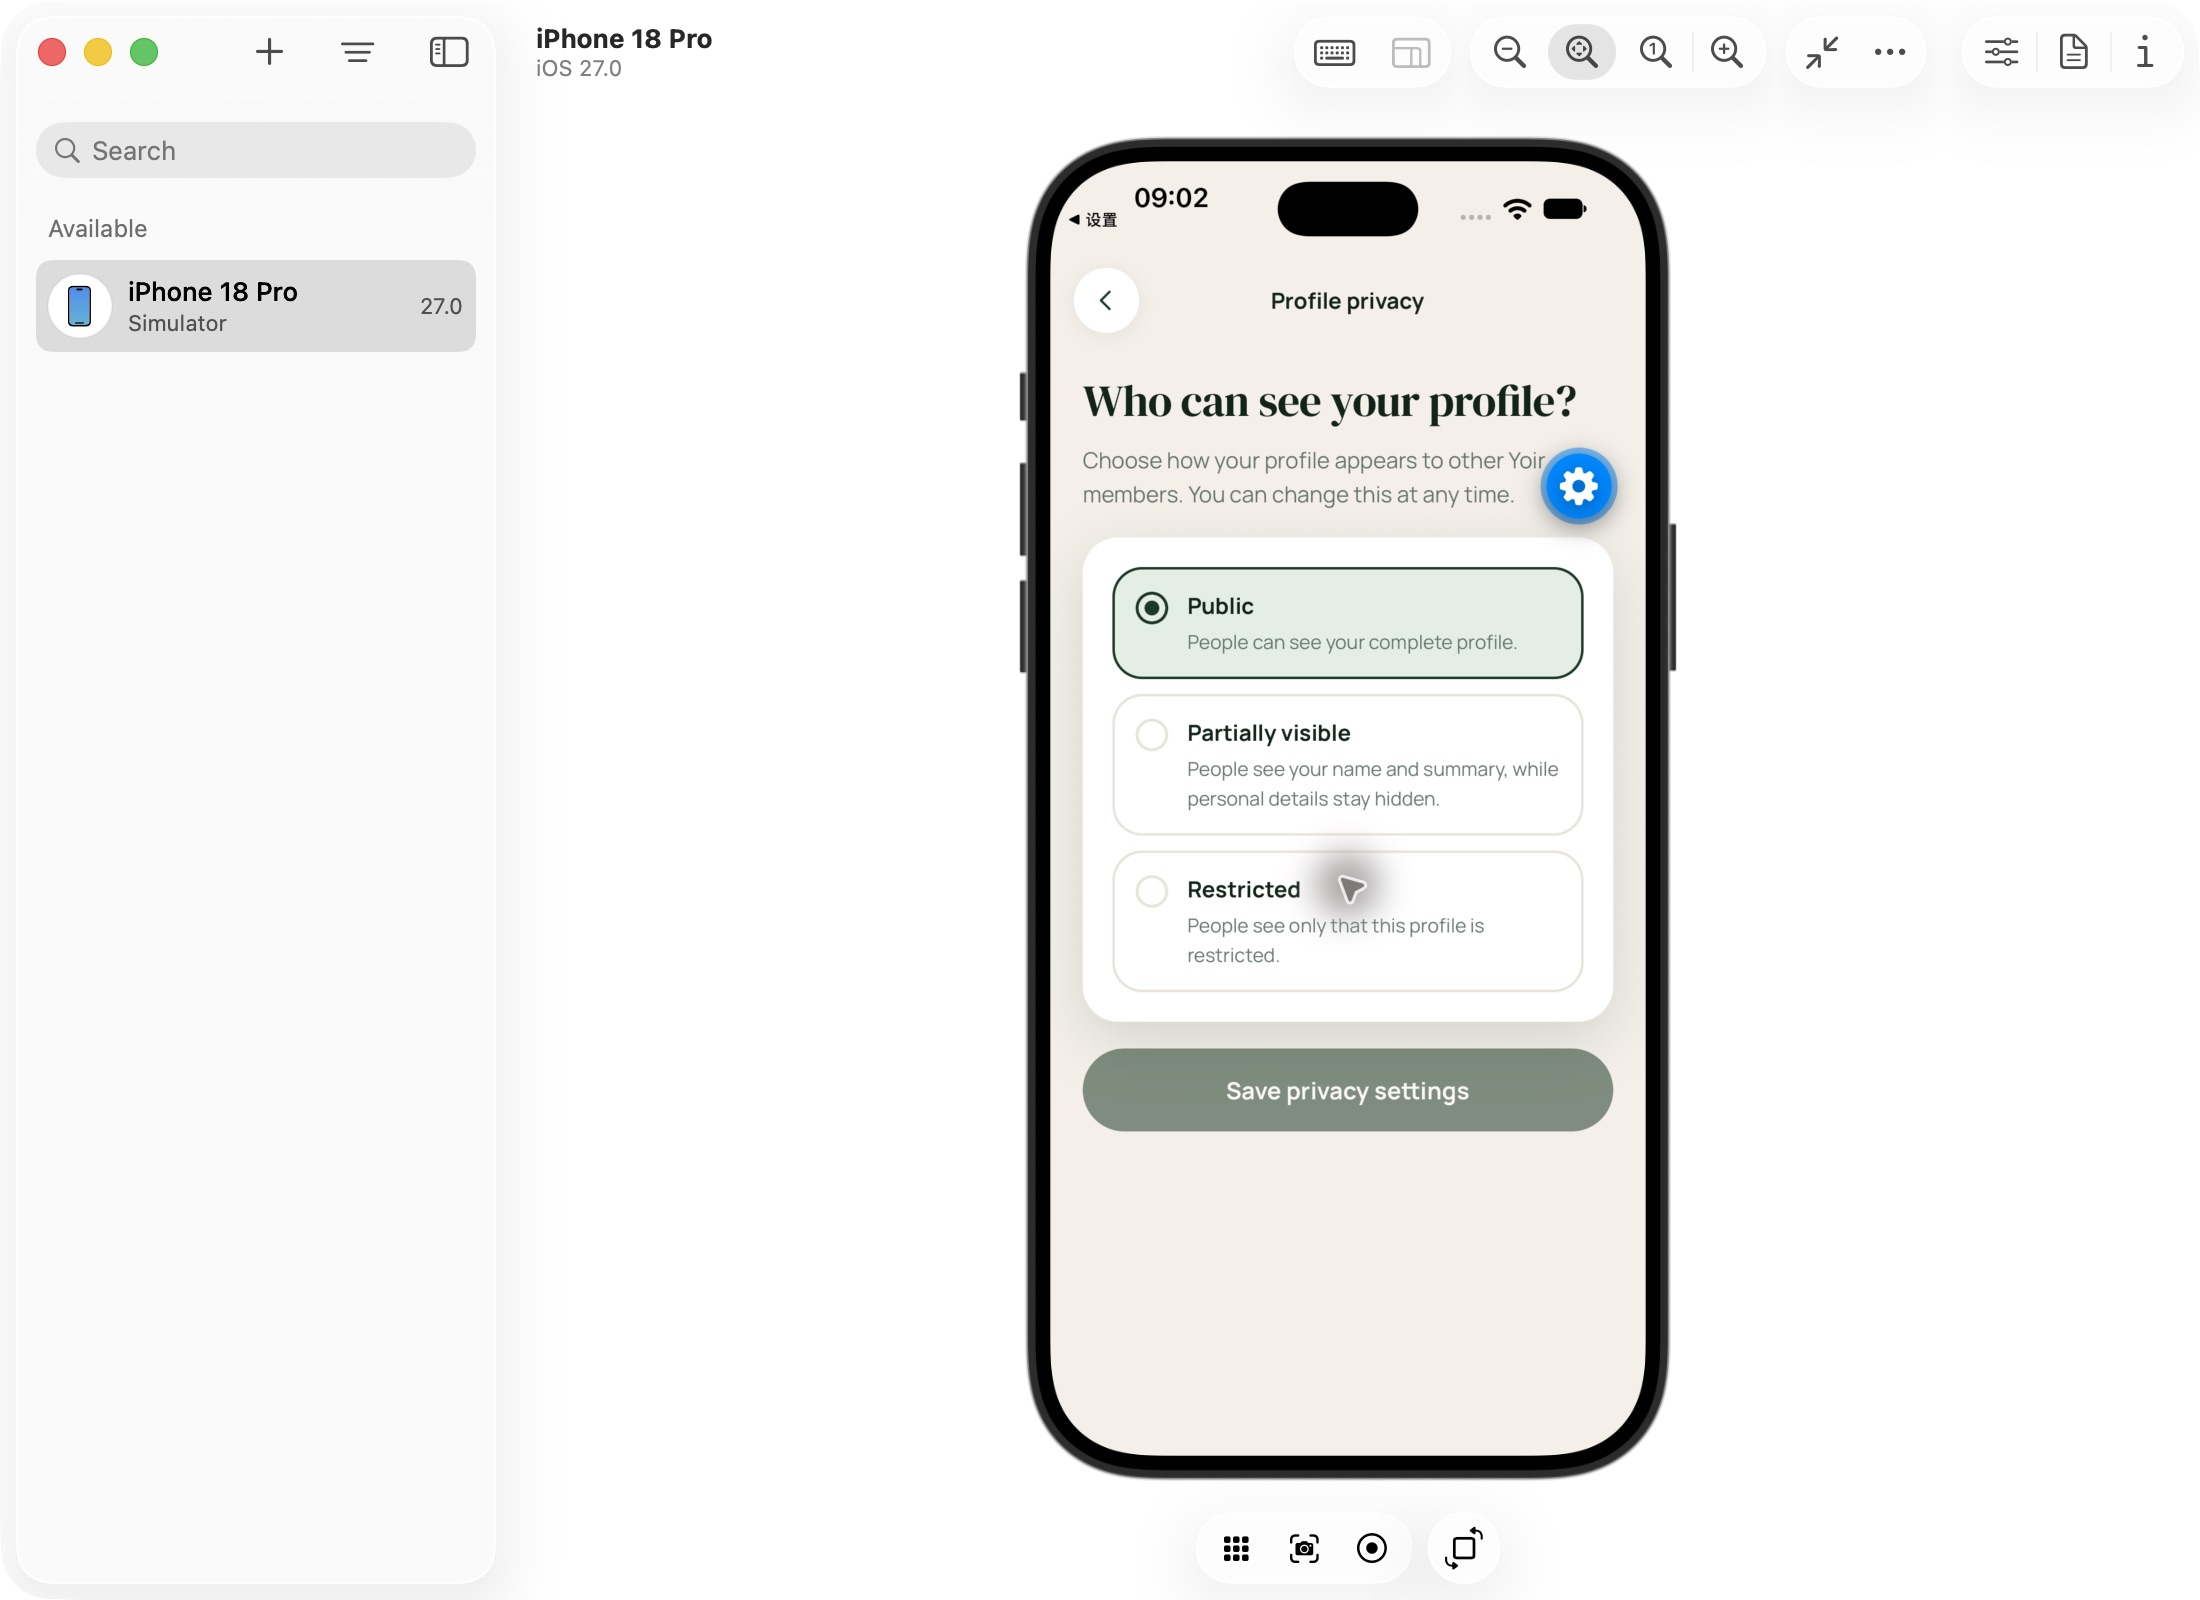 iPhone 18 Pro
iOS 27.0
Search
Available
iPhone 18 Pro
Simulator
27.0
09:02
◀ 设置
Profile privacy
Who can see your profile?
Choose how your profile appears to other Yoir
members. You can change this at any time.
Public
People can see your complete profile.
Partially visible
People see your name and summary, while
personal details stay hidden.
Restricted
People see only that this profile is
restricted.
Save privacy settings